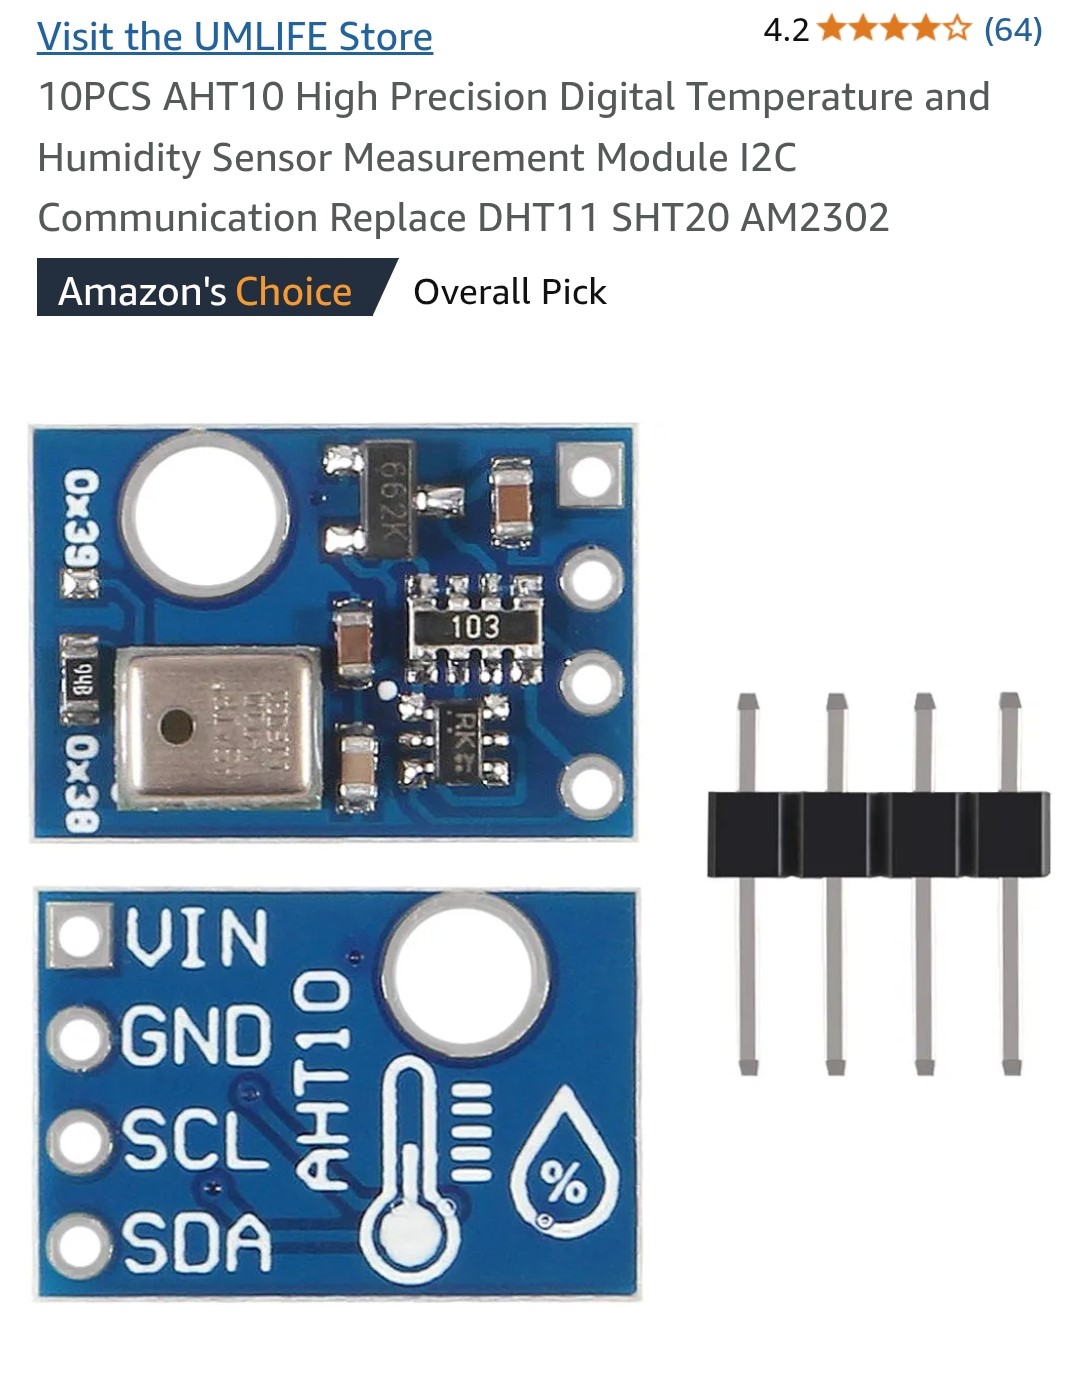 Visit the UMLIFE Store
4.2 (64)
10PCS AHT10 High Precision Digital Temperature and
Humidity Sensor Measurement Module I2C
Communication Replace DHT11 SHT20 AM2302
Amazon's Choice Overall Pick
0x39
662K
103
RK
0x38
VIN
GND
SCL
SDA
AHT10
%